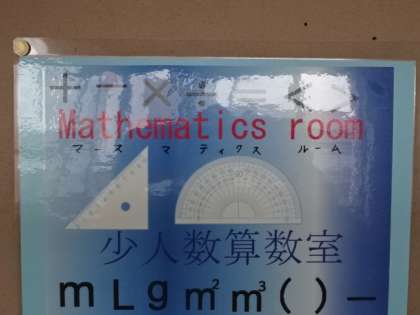 + − × ÷ = < >
Mathematics room
マース マ ティクス ルーム
少人数算数室
m L g m² m³ ( ) −